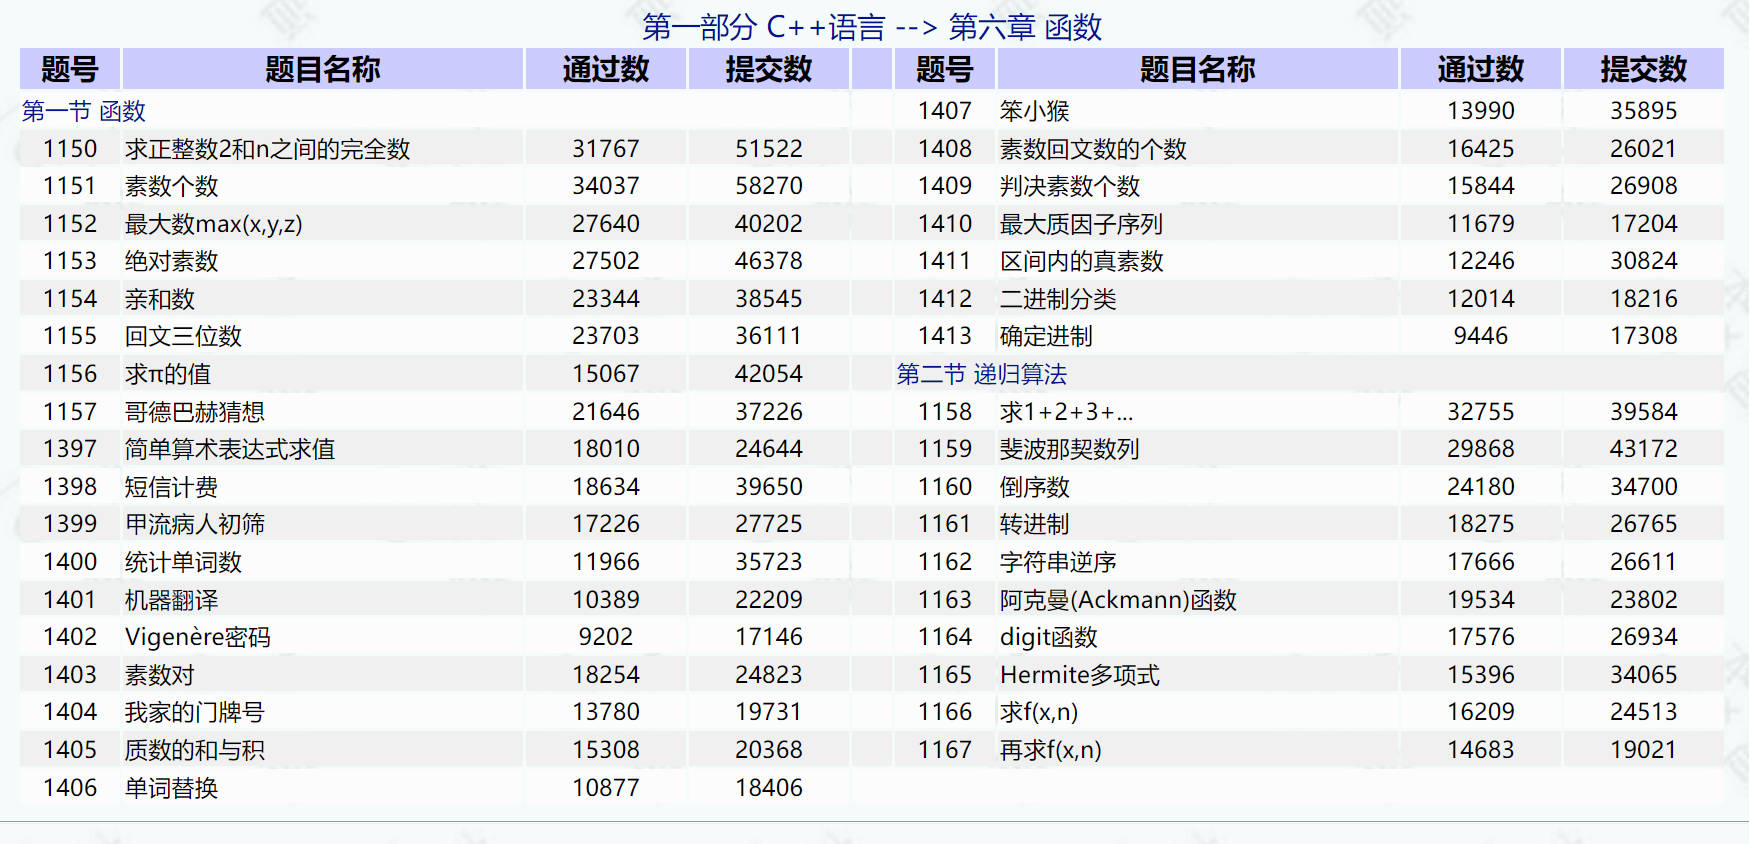 第一部分 C++语言 --> 第六章 函数
题号 题目名称 通过数 提交数 题号 题目名称 通过数 提交数
第一节 函数 1407 笨小猴 13990 35895
1150 求正整数2和n之间的完全数 31767 51522 1408 素数回文数的个数 16425 26021
1151 素数个数 34037 58270 1409 判决素数个数 15844 26908
1152 最大数max(x,y,z) 27640 40202 1410 最大质因子序列 11679 17204
1153 绝对素数 27502 46378 1411 区间内的真素数 12246 30824
1154 亲和数 23344 38545 1412 二进制分类 12014 18216
1155 回文三位数 23703 36111 1413 确定进制 9446 17308
1156 求π的值 15067 42054 第二节 递归算法
1157 哥德巴赫猜想 21646 37226 1158 求1+2+3+... 32755 39584
1397 简单算术表达式求值 18010 24644 1159 斐波那契数列 29868 43172
1398 短信计费 18634 39650 1160 倒序数 24180 34700
1399 甲流病人初筛 17226 27725 1161 转进制 18275 26765
1400 统计单词数 11966 35723 1162 字符串逆序 17666 26611
1401 机器翻译 10389 22209 1163 阿克曼(Ackmann)函数 19534 23802
1402 Vigenère密码 9202 17146 1164 digit函数 17576 26934
1403 素数对 18254 24823 1165 Hermite多项式 15396 34065
1404 我家的门牌号 13780 19731 1166 求f(x,n) 16209 24513
1405 质数的和与积 15308 20368 1167 再求f(x,n) 14683 19021
1406 单词替换 10877 18406